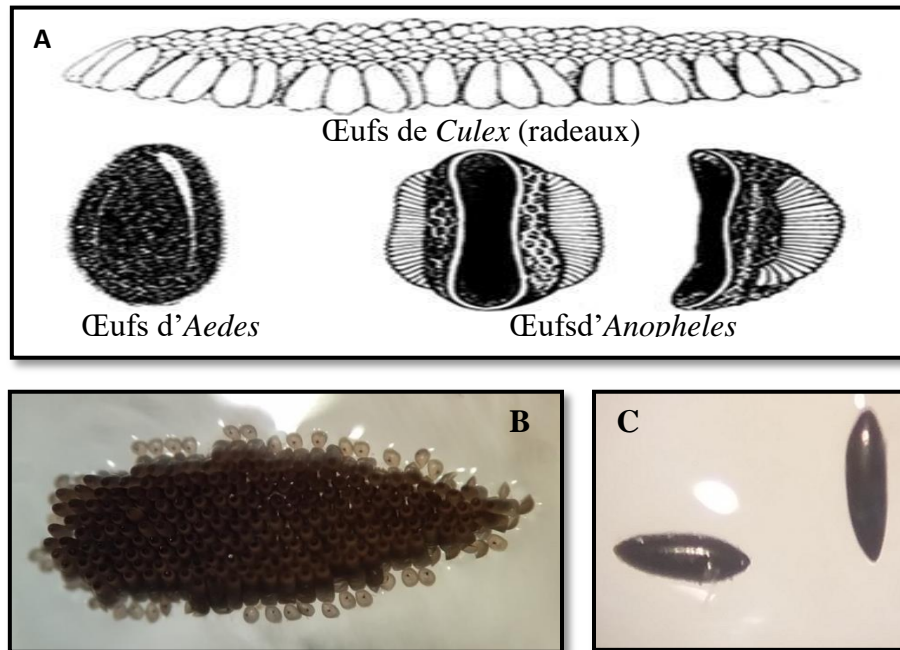 A
Œufs de Culex (radeaux)
Œufs d’Aedes
Œufsd’Anopheles
B
C